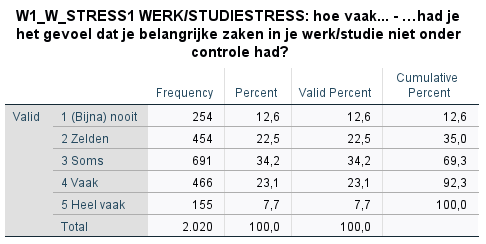 W1_W_STRESS1 WERK/STUDIESTRESS: hoe vaak... - …had je
het gevoel dat je belangrijke zaken in je werk/studie niet onder
controle had?
Frequency Percent Valid Percent Cumulative Percent
Valid 1 (Bijna) nooit 254 12,6 12,6 12,6
2 Zelden 454 22,5 22,5 35,0
3 Soms 691 34,2 34,2 69,3
4 Vaak 466 23,1 23,1 92,3
5 Heel vaak 155 7,7 7,7 100,0
Total 2.020 100,0 100,0